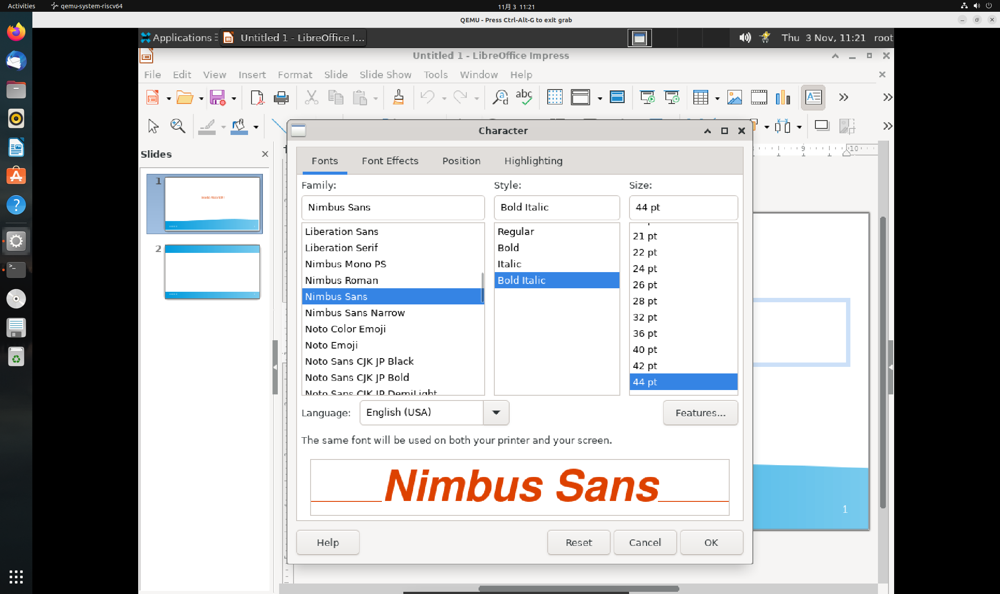 Activities
qemu-system-riscv64
11月 3 11:21
QEMU - Press Ctrl-Alt-G to exit grab
Applications
Untitled 1 - LibreOffice I...
Thu 3 Nov, 11:21
root
Untitled 1 - LibreOffice Impress
File Edit View Insert Format Slide Slide Show Tools Window Help
abc
Slides
1
Hello World!!
2
Character
9
10
Fonts
Font Effects
Position
Highlighting
Family:
Style:
Size:
Nimbus Sans
Bold Italic
44 pt
Liberation Sans
Liberation Serif
Nimbus Mono PS
Nimbus Roman
Nimbus Sans
Nimbus Sans Narrow
Noto Color Emoji
Noto Emoji
Noto Sans CJK JP Black
Noto Sans CJK JP Bold
Noto Sans CJK JP DemiLight
Regular
Bold
Italic
Bold Italic
21 pt
22 pt
24 pt
26 pt
28 pt
32 pt
36 pt
40 pt
42 pt
44 pt
Language:
English (USA)
Features...
The same font will be used on both your printer and your screen.
Nimbus Sans
1
Help
Reset
Cancel
OK